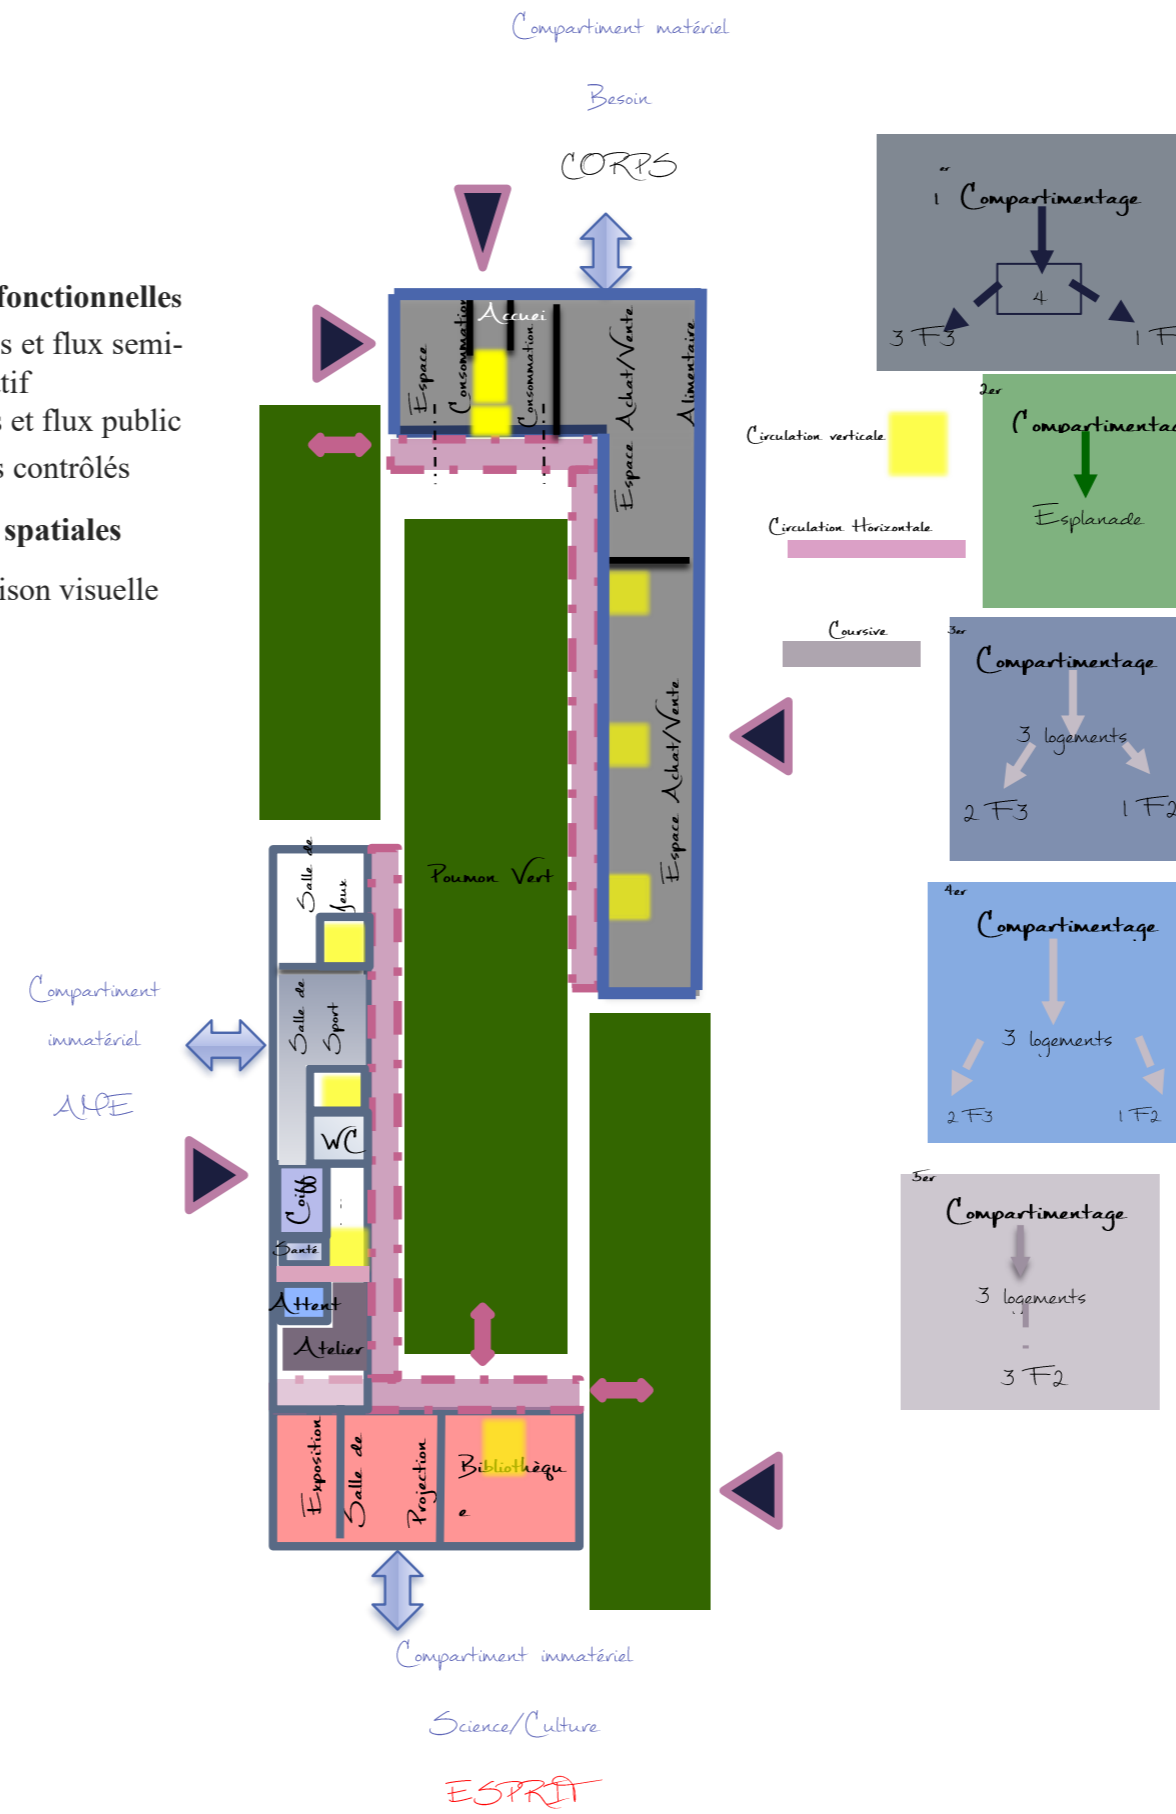 Compartiment matériel
Besoin
CORPS
fonctionnelles
s et flux semi-
tif
s et flux public
s contrôlés
spatiales
ison visuelle
Accuei
Espace
Consommation
Consommation
Espace Achat/Vente
Alimentaire
Espace Achat/Vente
Poumon Vert
Salle de
Jeux
Salle de
Sport
WC
Coiff
Santé
Attent
Atelier
Exposition
Salle de
Projection
Bibliothèqu
e
Compartiment
immatériel
AME
Compartiment immatériel
Science/Culture
ESPRIT
Circulation verticale
Circulation Horizontale
Coursive
1er Compartimentage
4
3 F3
1 F
2er
Compartimentag
Esplanade
3er
Compartimentage
3 logements
2 F3
1 F2
4er
Compartimentage
3 logements
2 F3
1 F2
5er
Compartimentage
3 logements
3 F2